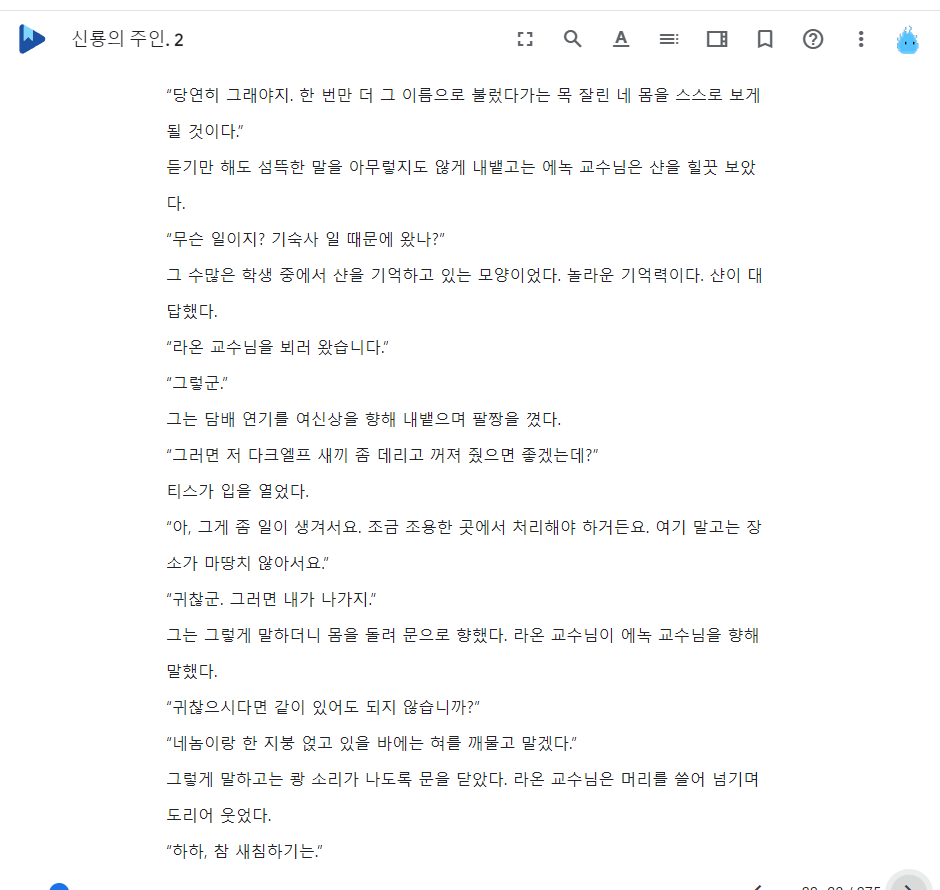 신룡의 주인. 2
“당연히 그래야지. 한 번만 더 그 이름으로 불렀다가는 목 잘린 네 몸을 스스로 보게
될 것이다.”
듣기만 해도 섬뜩한 말을 아무렇지도 않게 내뱉고는 에녹 교수님은 샨을 힐끗 보았
다.
“무슨 일이지? 기숙사 일 때문에 왔나?”
그 수많은 학생 중에서 샨을 기억하고 있는 모양이었다. 놀라운 기억력이다. 샨이 대
답했다.
“라온 교수님을 뵈러 왔습니다.”
“그렇군.”
그는 담배 연기를 여신상을 향해 내뱉으며 팔짱을 꼈다.
“그러면 저 다크엘프 새끼 좀 데리고 꺼져 줬으면 좋겠는데?”
티스가 입을 열었다.
“아, 그게 좀 일이 생겨서요. 조금 조용한 곳에서 처리해야 하거든요. 여기 말고는 장
소가 마땅치 않아서요.”
“귀찮군. 그러면 내가 나가지.”
그는 그렇게 말하더니 몸을 돌려 문으로 향했다. 라온 교수님이 에녹 교수님을 향해
말했다.
“귀찮으시다면 같이 있어도 되지 않습니까?”
“네놈이랑 한 지붕 얹고 있을 바에는 혀를 깨물고 말겠다.”
그렇게 말하고는 쾅 소리가 나도록 문을 닫았다. 라온 교수님은 머리를 쓸어 넘기며
도리어 웃었다.
“하하, 참 새침하기는.”